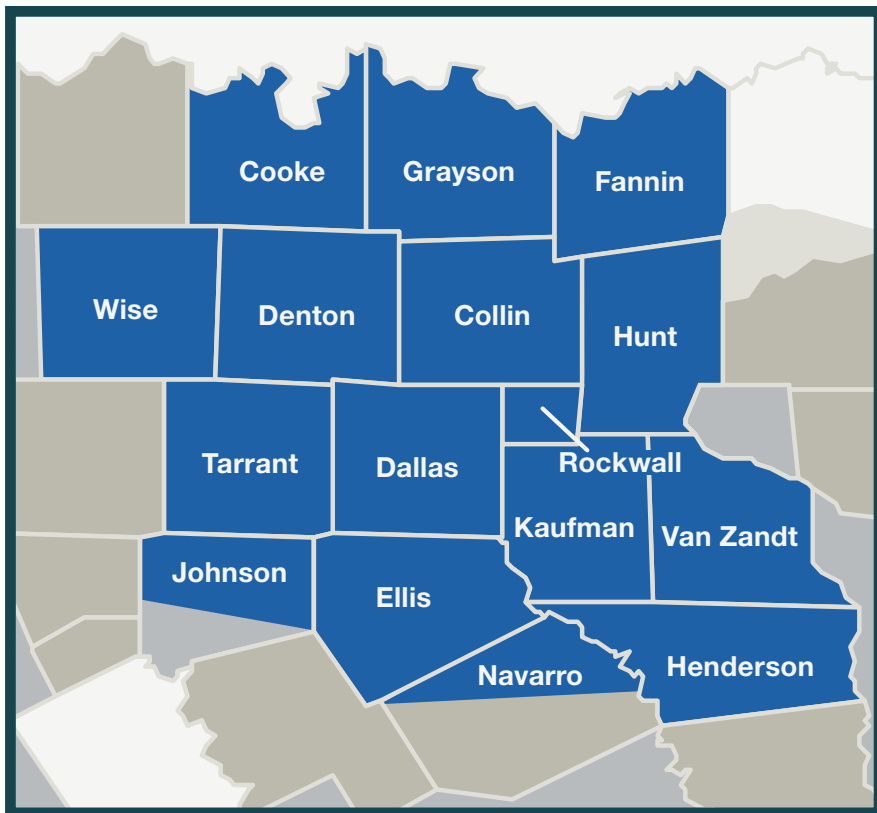 Cooke
Grayson
Fannin
Wise
Denton
Collin
Hunt
Tarrant
Dallas
Rockwall
Kaufman
Van Zandt
Johnson
Ellis
Navarro
Henderson